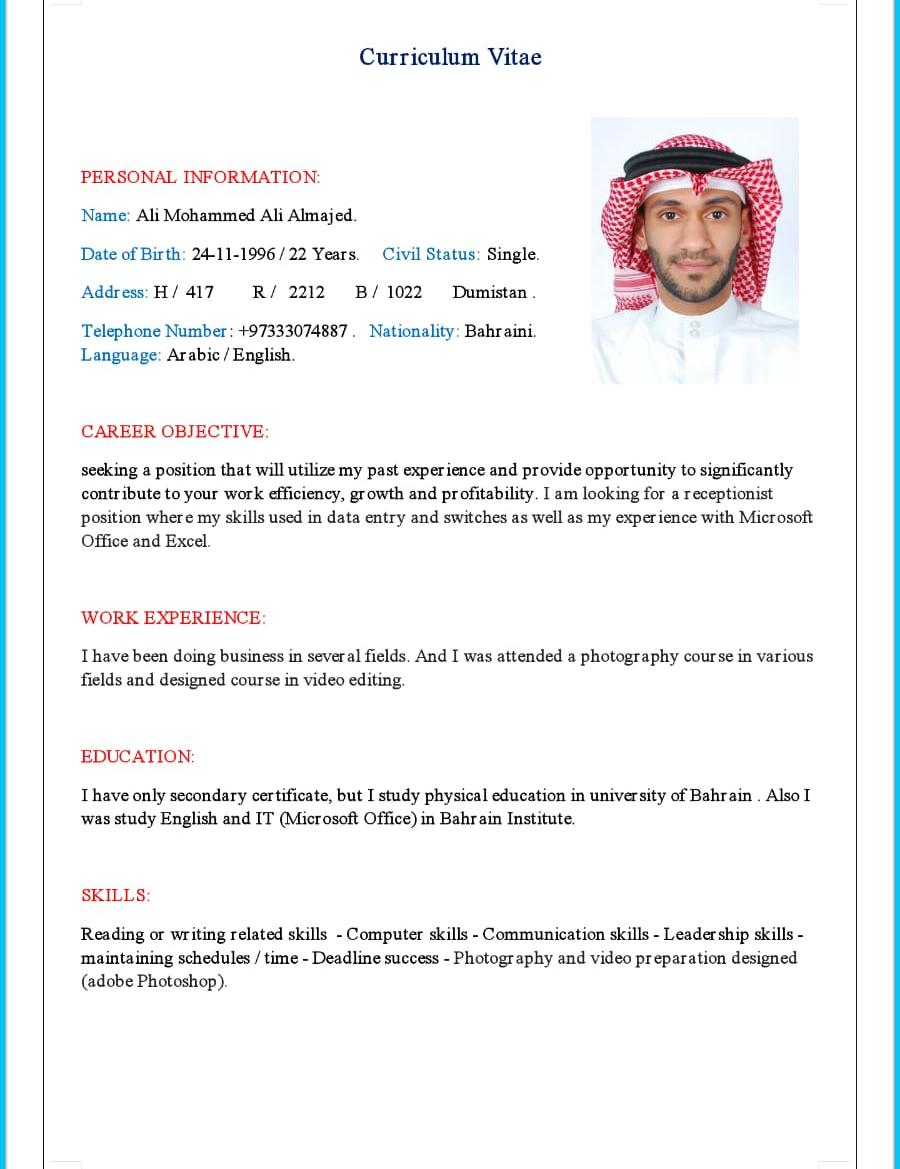 Curriculum Vitae
PERSONAL INFORMATION:
Name: Ali Mohammed Ali Almajed.
Date of Birth: 24-11-1996 / 22 Years. Civil Status: Single.
Address: H / 417 R / 2212 B / 1022 Dumistan .
Telephone Number: +97333074887 . Nationality: Bahraini.
Language: Arabic / English.
CAREER OBJECTIVE:
seeking a position that will utilize my past experience and provide opportunity to significantly
contribute to your work efficiency, growth and profitability. I am looking for a receptionist
position where my skills used in data entry and switches as well as my experience with Microsoft
Office and Excel.
WORK EXPERIENCE:
I have been doing business in several fields. And I was attended a photography course in various
fields and designed course in video editing.
EDUCATION:
I have only secondary certificate, but I study physical education in university of Bahrain . Also I
was study English and IT (Microsoft Office) in Bahrain Institute.
SKILLS:
Reading or writing related skills - Computer skills - Communication skills - Leadership skills -
maintaining schedules / time - Deadline success - Photography and video preparation designed
(adobe Photoshop).